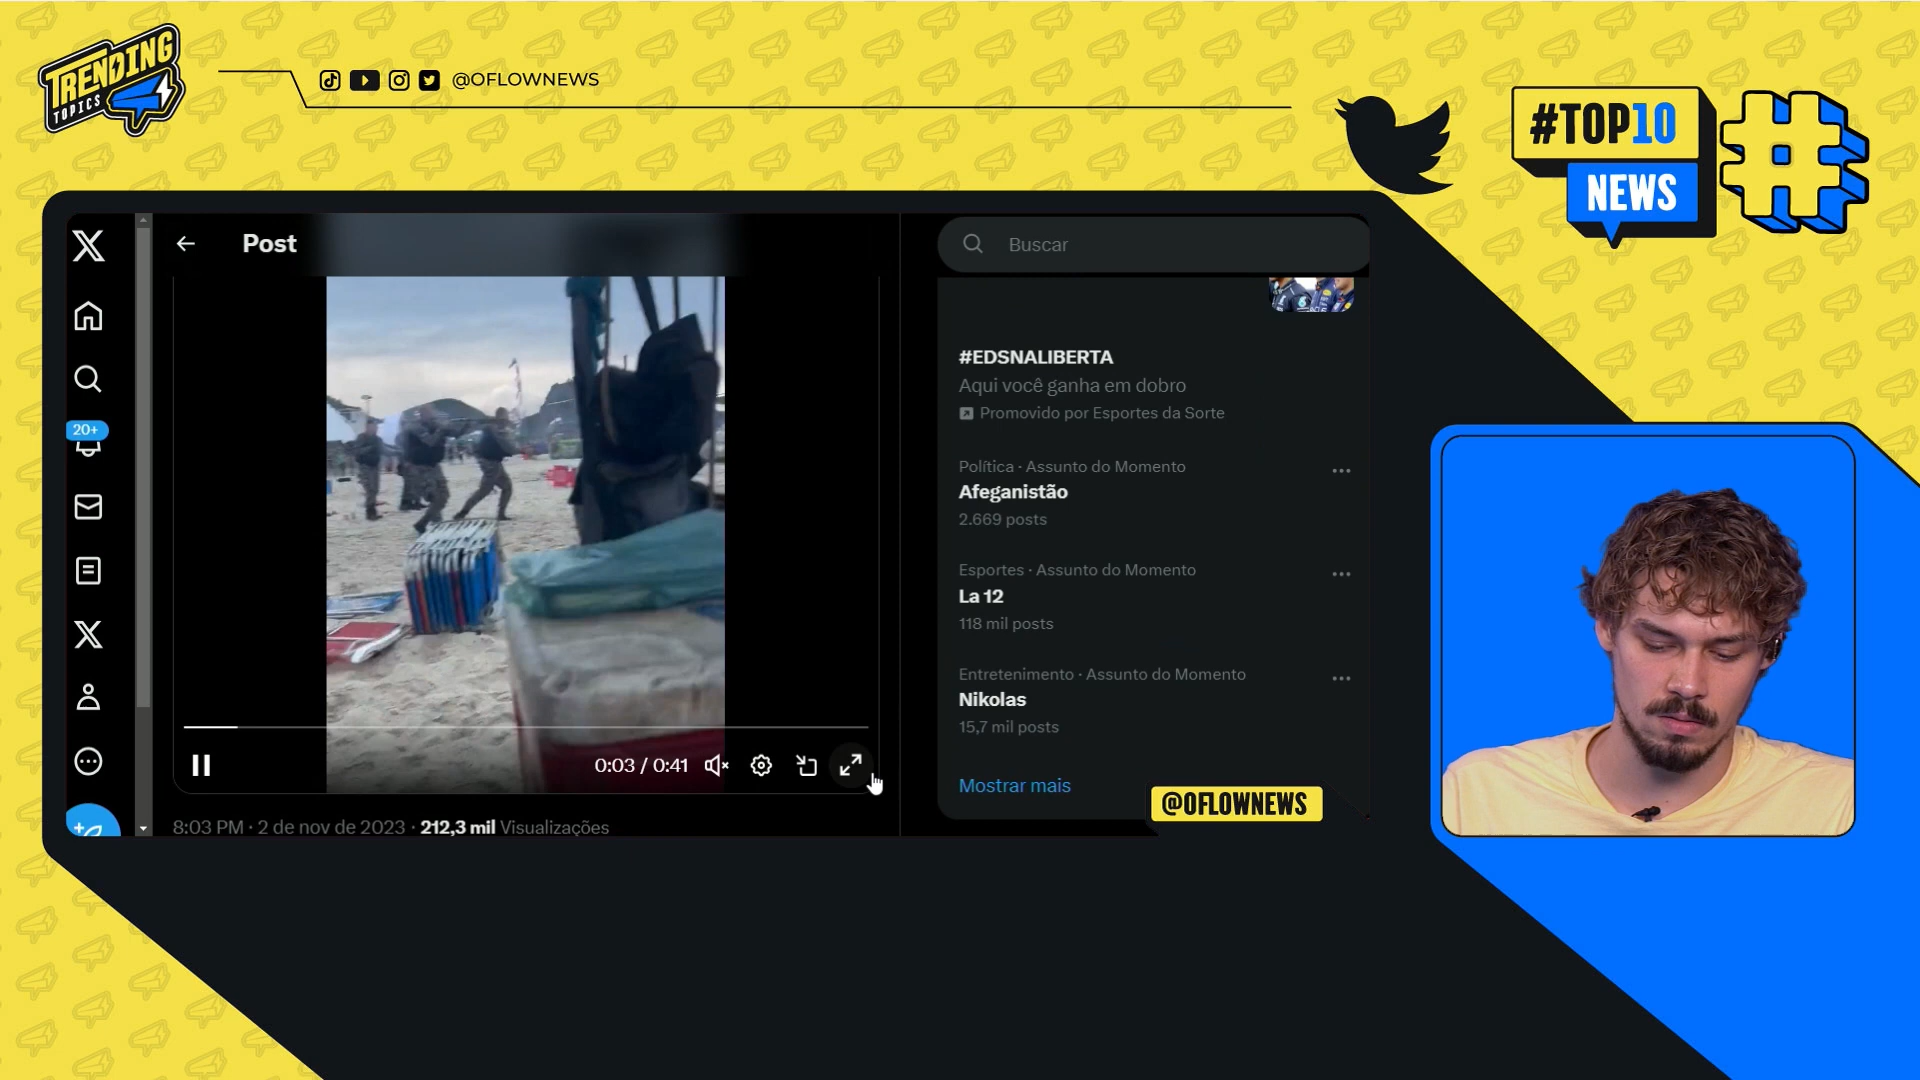 TRENDING
TOPICS
@OFLOWNEWS
#TOP10
NEWS
Post
Buscar
#EDSNALIBERTA
Aqui você ganha em dobro
Promovido por Esportes da Sorte
20+
Política · Assunto do Momento
Afeganistão
2.669 posts
Esportes · Assunto do Momento
La 12
118 mil posts
Entretenimento · Assunto do Momento
Nikolas
15,7 mil posts
0:03 / 0:41
Mostrar mais
@OFLOWNEWS
8:03 PM · 2 de nov de 2023 · 212,3 mil Visualizações